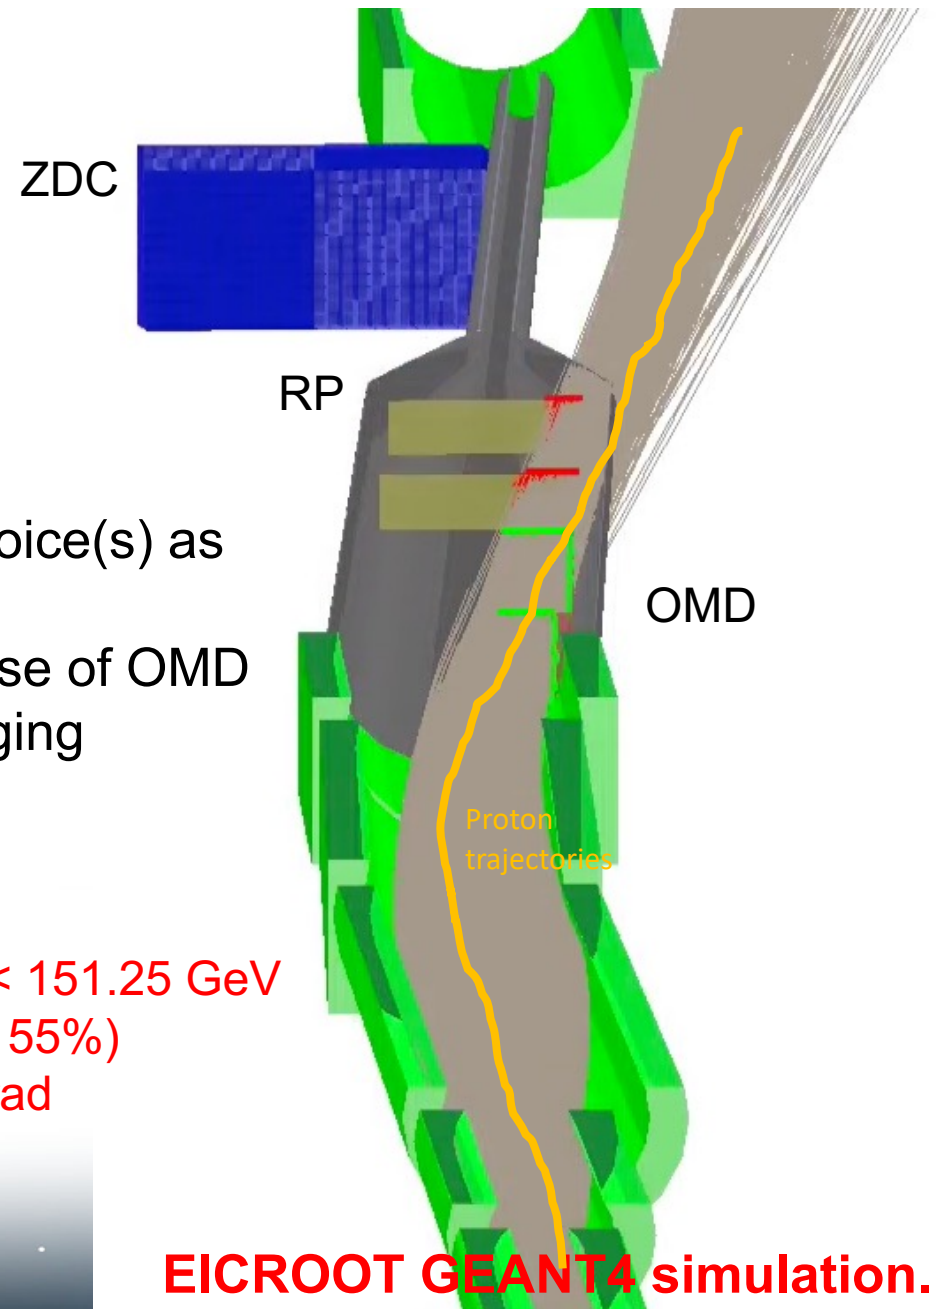 ZDC
RP
oice(s) as
OMD
se of OMD
ging
Proton
trajectories
< 151.25 GeV
55%)
ad
EICROOT GEANT4 simulation.